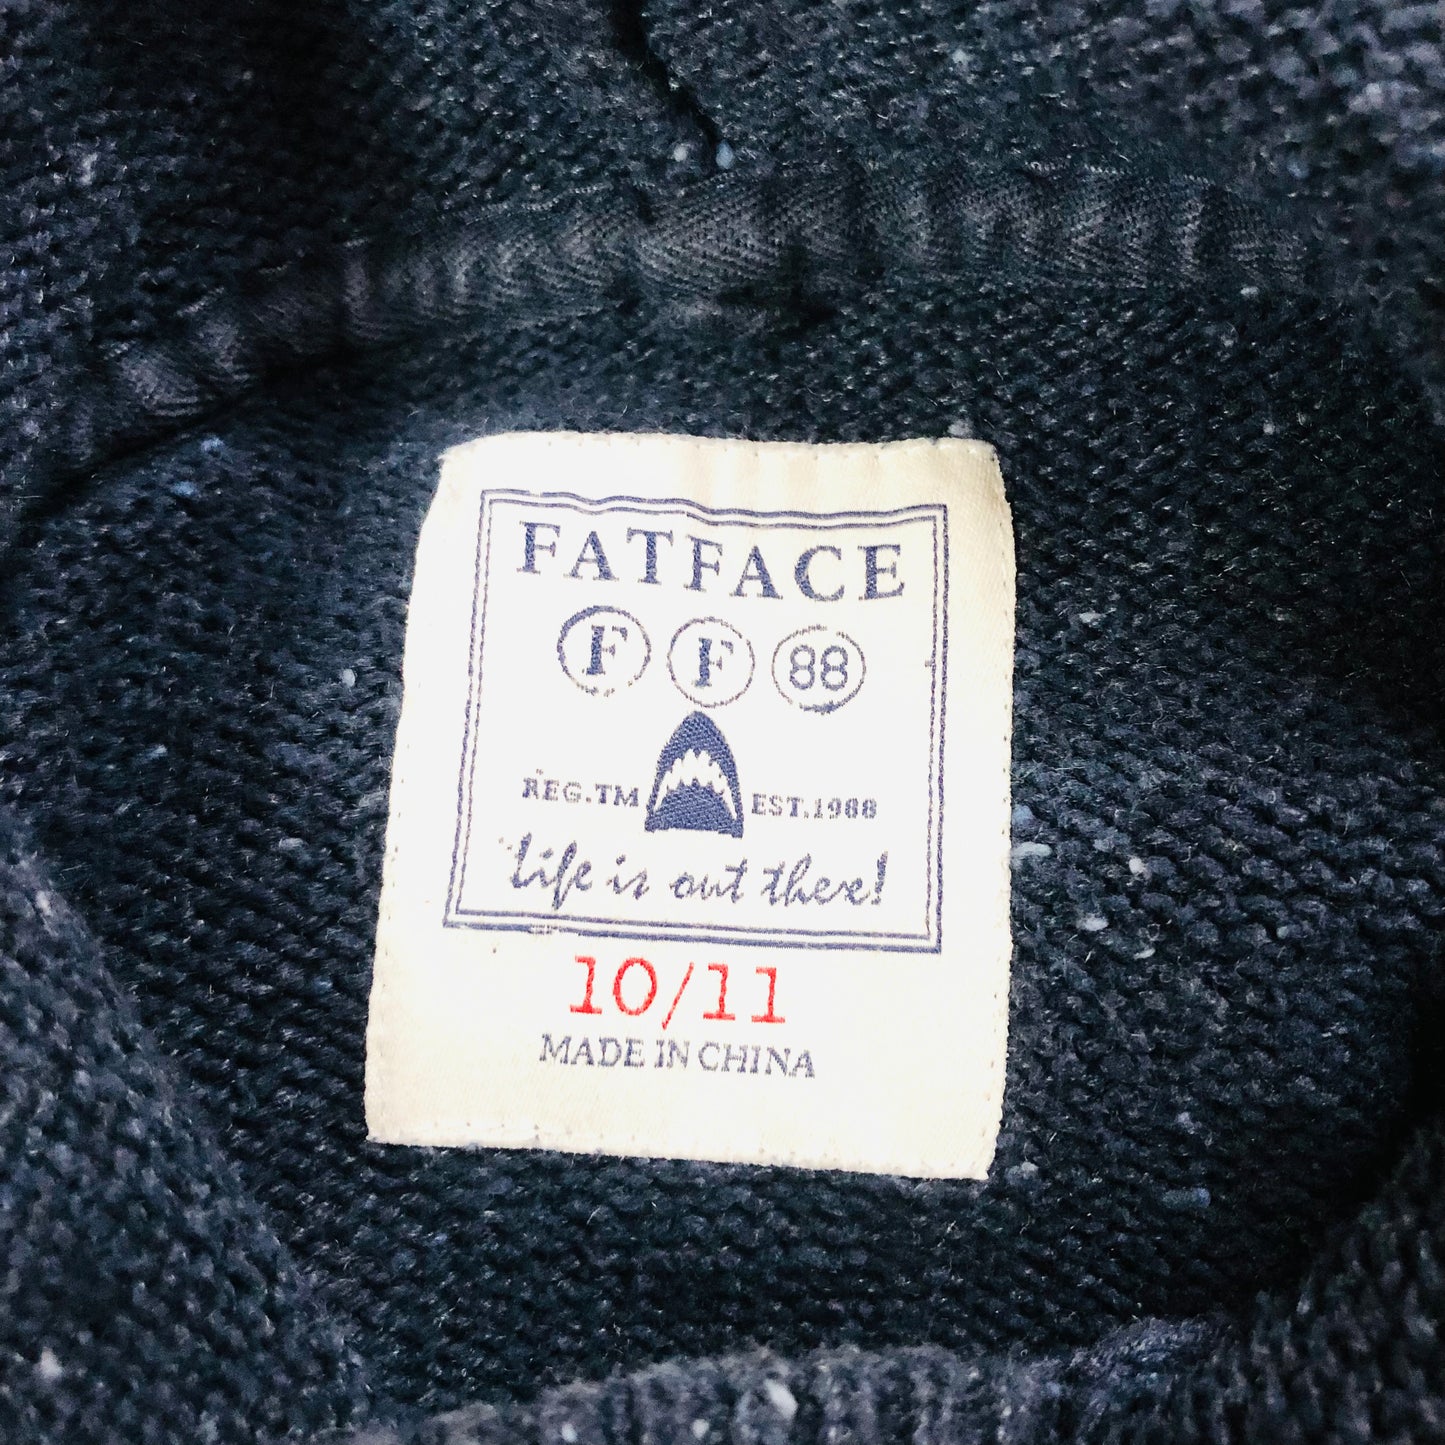 FATFACE
F F 88
REG.TM EST.1988
Life is out there!
10/11
MADE IN CHINA